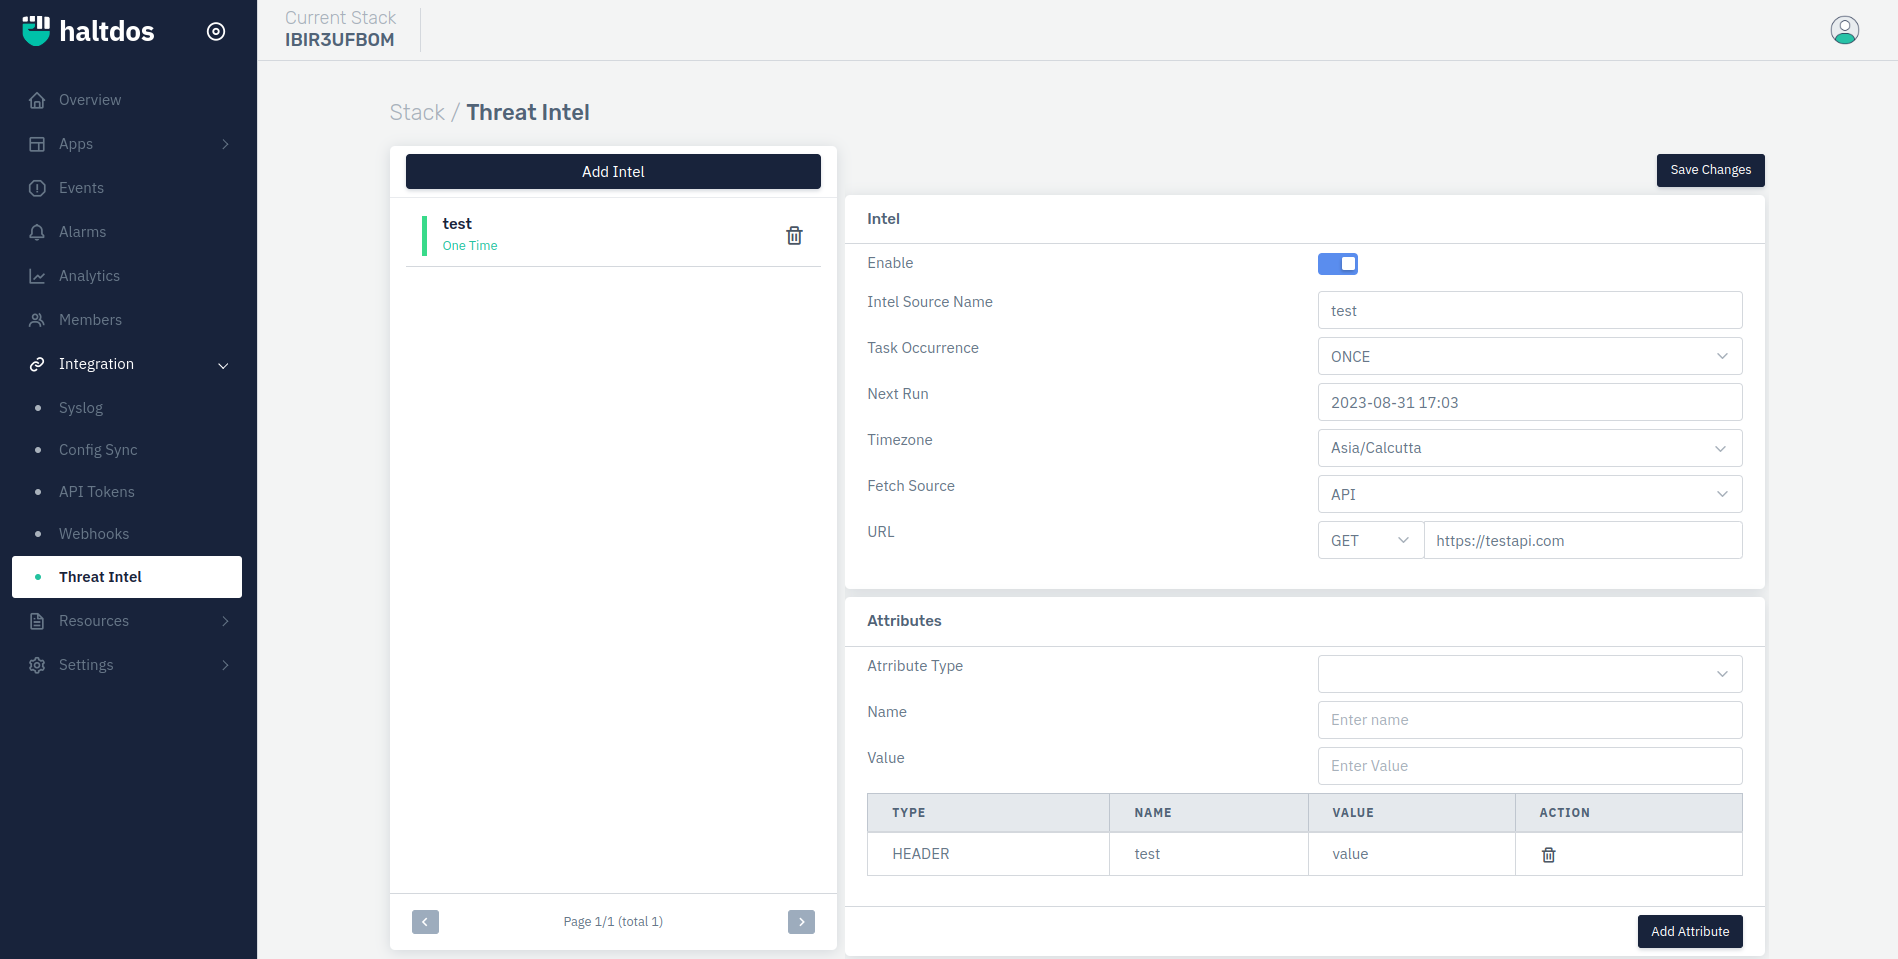 haltdos
Overview
Apps
Events
Alarms
Analytics
Members
Integration
Syslog
Config Sync
API Tokens
Webhooks
Threat Intel
Resources
Settings
Current Stack
IBIR3UFBOM
Stack / Threat Intel
Add Intel
test
One Time
Page 1/1 (total 1)
Save Changes
Intel
Enable
Intel Source Name
test
Task Occurrence
ONCE
Next Run
2023-08-31 17:03
Timezone
Asia/Calcutta
Fetch Source
API
URL
GET
https://testapi.com
Attributes
Atrribute Type
Name
Enter name
Value
Enter Value
TYPE NAME VALUE ACTION
HEADER test value
Add Attribute